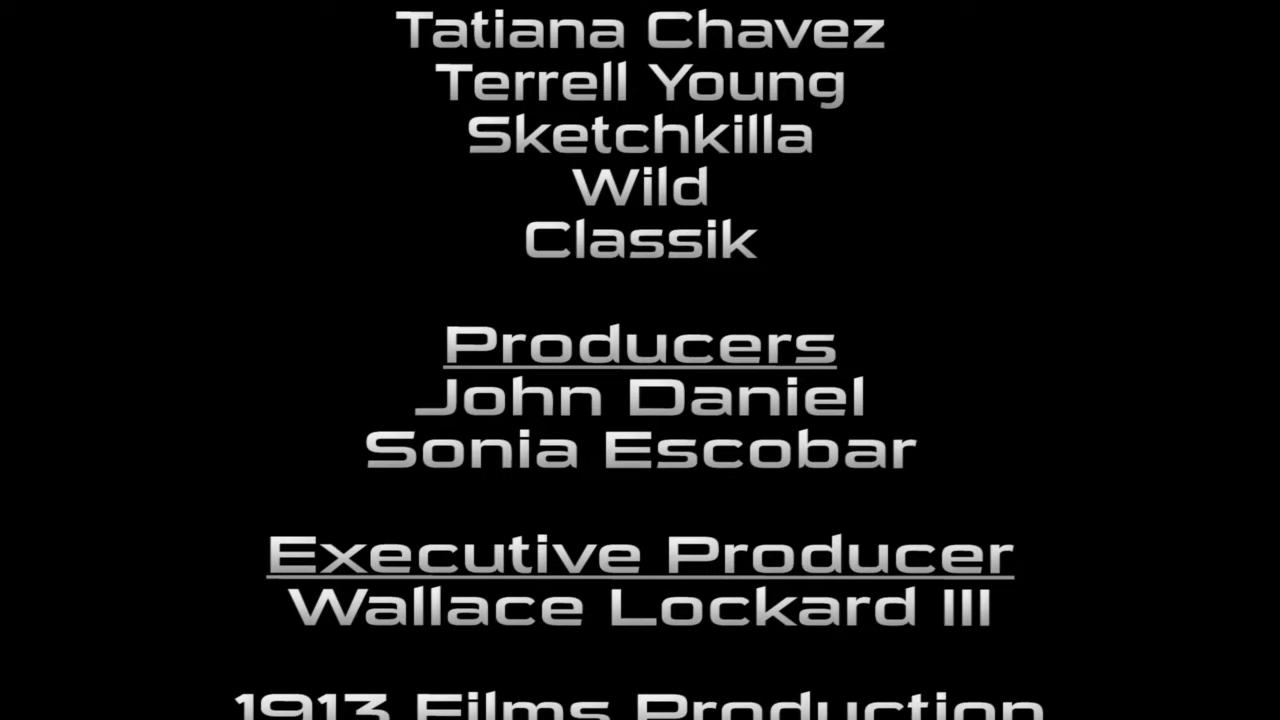 Tatiana Chavez
Terrell Young
Sketchkilla
Wild
Classik
Producers
John Daniel
Sonia Escobar
Executive Producer
Wallace Lockard III
1913 Films Production